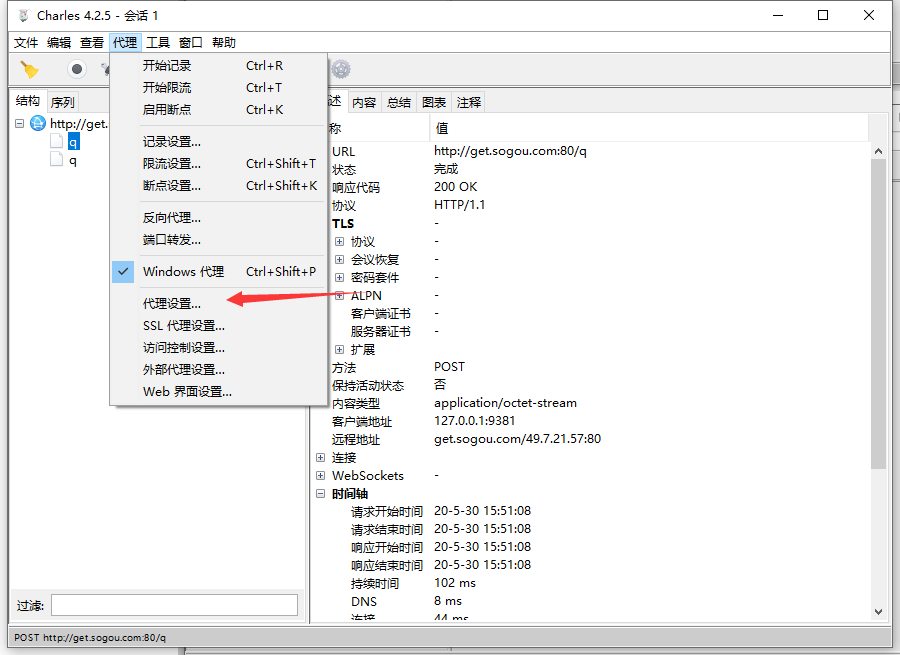 Charles 4.2.5 - 会话 1
文件 编辑 查看 代理 工具 窗口 帮助
开始记录 Ctrl+R
开始限流 Ctrl+T
启用断点 Ctrl+K
记录设置...
限流设置... Ctrl+Shift+T
断点设置... Ctrl+Shift+K
反向代理...
端口转发...
Windows 代理 Ctrl+Shift+P
代理设置...
SSL 代理设置...
访问控制设置...
外部代理设置...
Web 界面设置...
结构 序列
http://get.
q
q
过滤:
述 内容 总结 图表 注释
称 值
URL http://get.sogou.com:80/q
状态 完成
响应代码 200 OK
协议 HTTP/1.1
TLS -
协议 -
会话恢复 -
密码套件 -
ALPN -
客户端证书 -
服务器证书 -
扩展
方法 POST
保持活动状态 否
内容类型 application/octet-stream
客户端地址 127.0.0.1:9381
远程地址 get.sogou.com/49.7.21.57:80
连接
WebSockets -
时间轴
请求开始时间 20-5-30 15:51:08
请求结束时间 20-5-30 15:51:08
响应开始时间 20-5-30 15:51:08
响应结束时间 20-5-30 15:51:08
持续时间 102 ms
DNS 8 ms
连接 44 ms
POST http://get.sogou.com:80/q